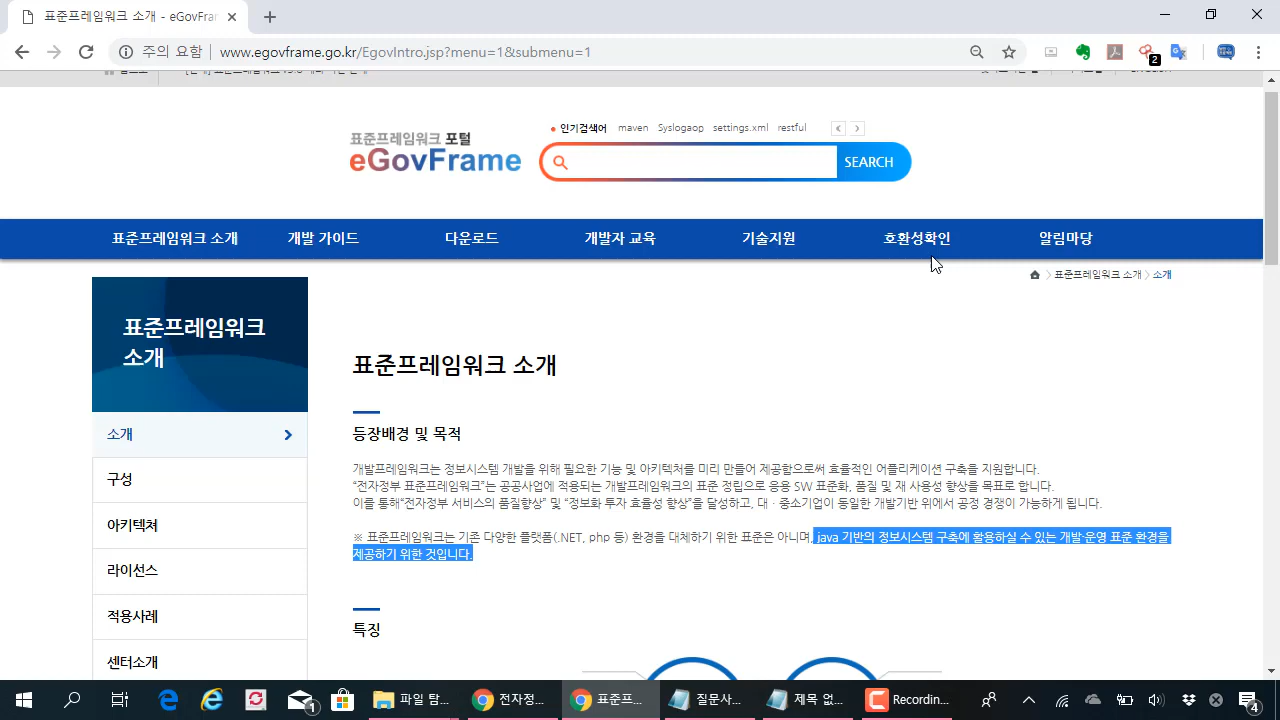 표준프레임워크 소개 - eGovFrar
주의 요함 | www.egovframe.go.kr/EgovIntro.jsp?menu=1&submenu=1
2
표준프레임워크 포털
eGovFrame
인기검색어 maven Syslogaop settings.xml restful
SEARCH
표준프레임워크 소개 개발 가이드 다운로드 개발자 교육 기술지원 호환성확인 알림마당
표준프레임워크 소개 소개
표준프레임워크
소개
소개
구성
아키텍쳐
라이선스
적용사례
센터소개
표준프레임워크 소개
등장배경 및 목적
개발프레임워크는 정보시스템 개발을 위해 필요한 기능 및 아키텍처를 미리 만들어 제공함으로써 효율적인 어플리케이션 구축을 지원합니다.
“전자정부 표준프레임워크”는 공공사업에 적용되는 개발프레임워크의 표준 정립으로 응용 SW 표준화, 품질 및 재 사용성 향상을 목표로 합니다.
이를 통해“전자정부 서비스의 품질향상” 및 “정보화 투자 효율성 향상”을 달성하고, 대ㆍ중소기업이 동일한 개발기반 위에서 공정 경쟁이 가능하게 됩니다.
※ 표준프레임워크는 기존 다양한 플랫폼(.NET, php 등) 환경을 대체하기 위한 표준은 아니며, java 기반의 정보시스템 구축에 활용하실 수 있는 개발·운영 표준 환경을
제공하기 위한 것입니다.
특징
1 파일 탐... 전자정... 표준프... 질문사... 제목 없... Recordin... 4